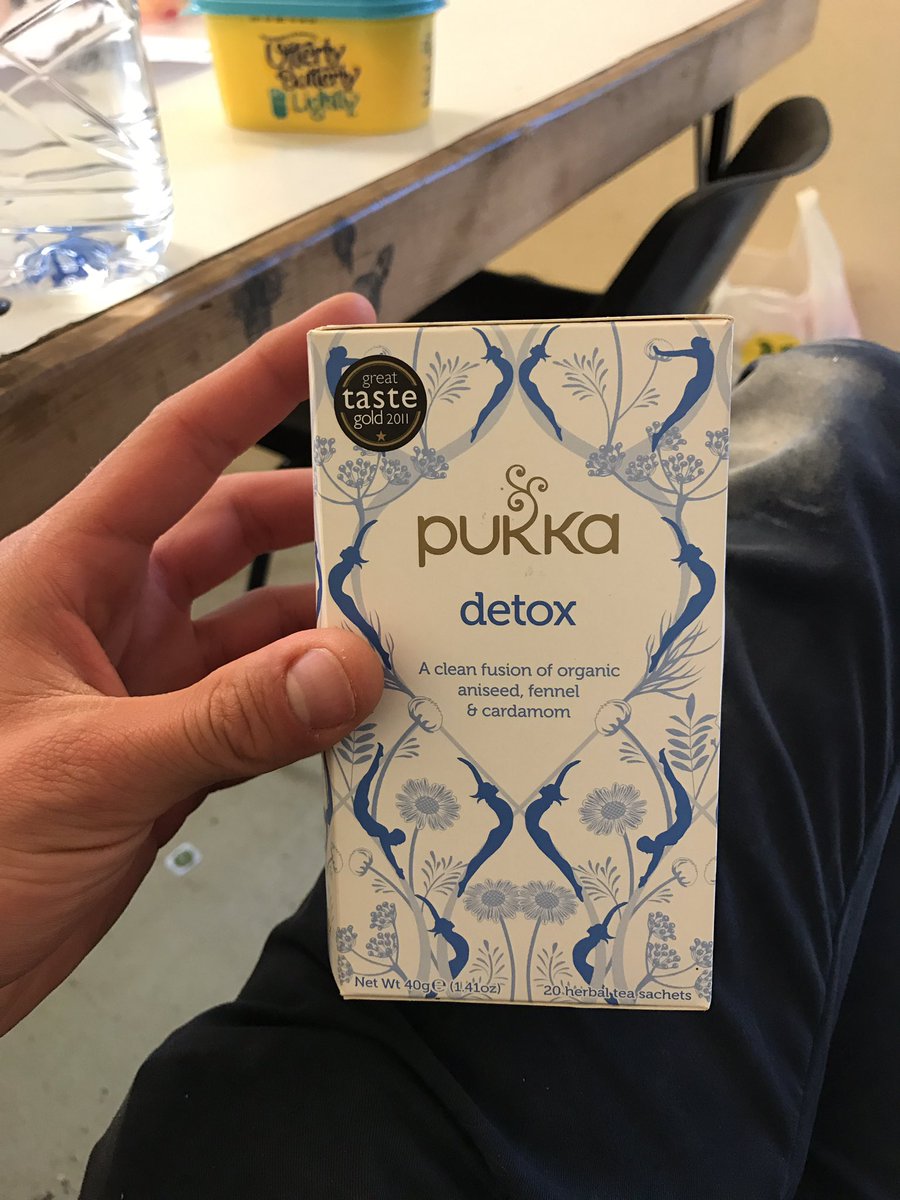 Utterly
Butterly
Lightly
great
taste
gold 2011
pukka
detox
A clean fusion of organic
aniseed, fennel
& cardamom
Net Wt 40g℮ (1.41oz)
20 herbal tea sachets